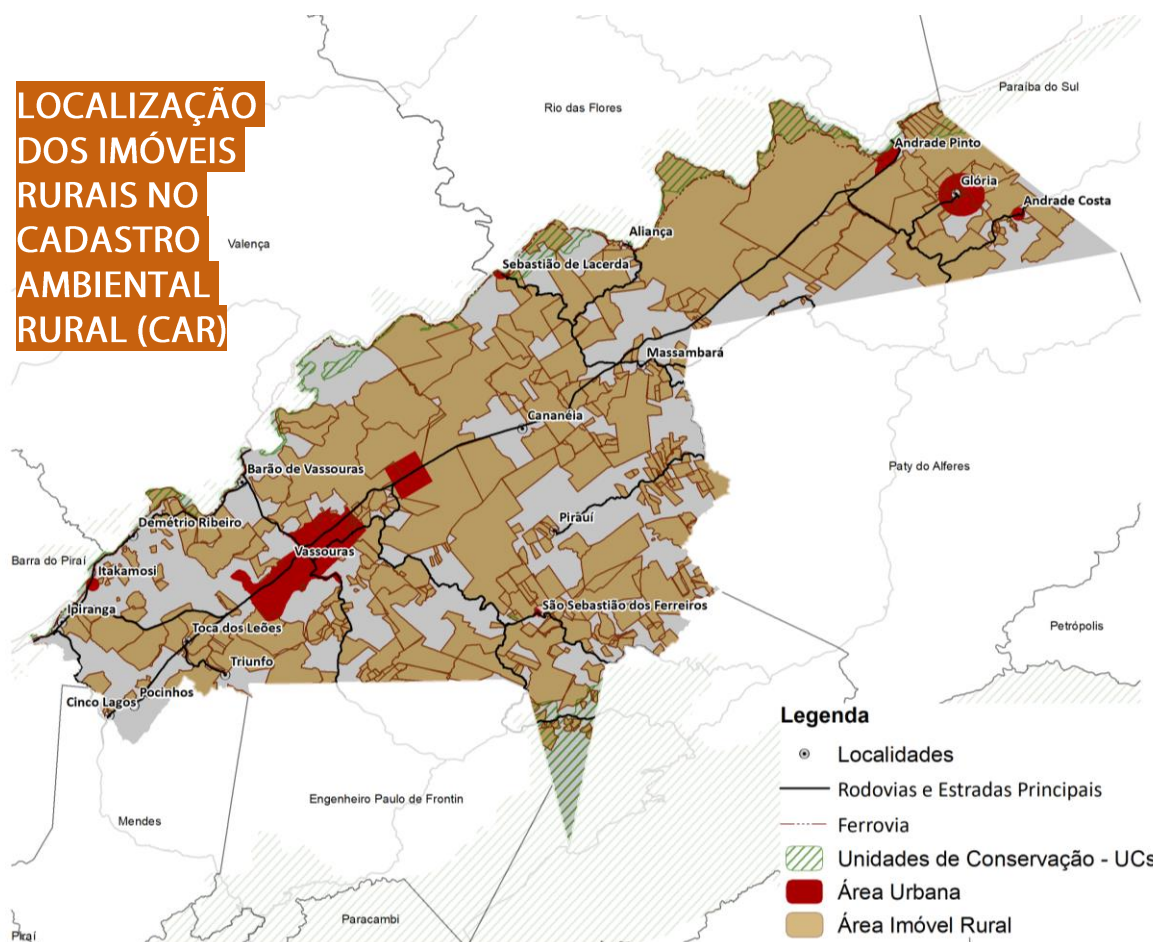 LOCALIZAÇÃO
DOS IMÓVEIS
RURAIS NO
CADASTRO
AMBIENTAL
RURAL (CAR)
Paraíba do Sul
Rio das Flores
Andrade Pinto
Glória
Andrade Costa
Aliança
Valença
Sebastião de Lacerda
Massambará
Cananéia
Barão de Vassouras
Paty do Alferes
Pirauí
Demétrio Ribeiro
Vassouras
Barra do Piraí
Itakamosi
Ipiranga
São Sebastião dos Ferreiros
Toca dos Leões
Petrópolis
Triunfo
Pocinhos
Cinco Lagos
Engenheiro Paulo de Frontin
Mendes
Paracambi
Piraí
Legenda
Localidades
Rodovias e Estradas Principais
Ferrovia
Unidades de Conservação - UCs
Área Urbana
Área Imóvel Rural